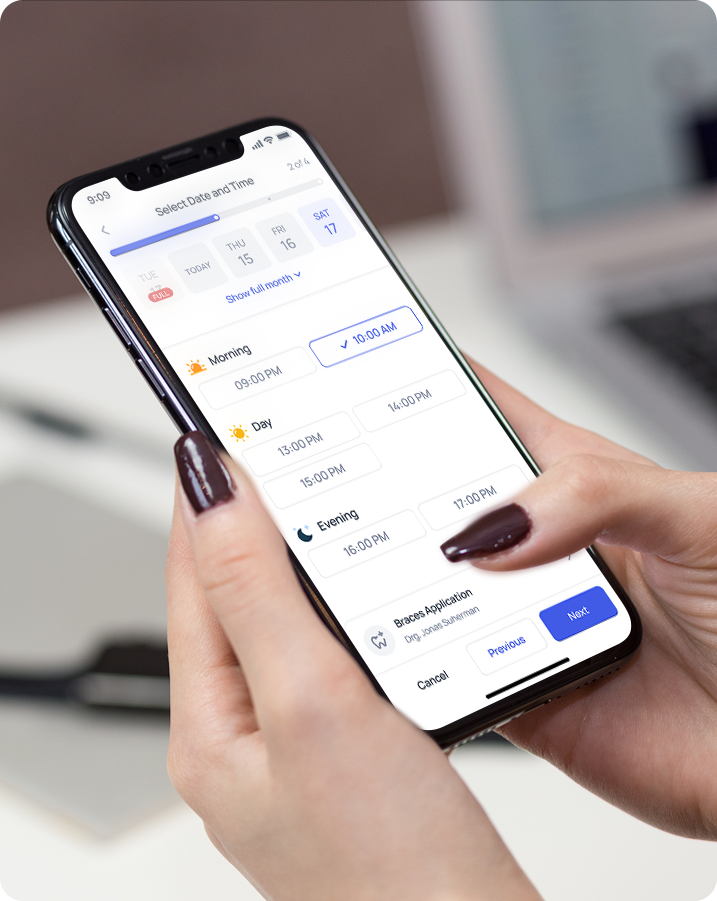 9:09
Select Date and Time
2 of 4
TUE
FULL
TODAY
THU
15
FRI
16
SAT
17
Show full month
Morning
09:00 PM
10:00 AM
Day
13:00 PM
14:00 PM
15:00 PM
Evening
16:00 PM
17:00 PM
Braces Application
Drg. Jonas Suherman
Cancel
Previous
Next